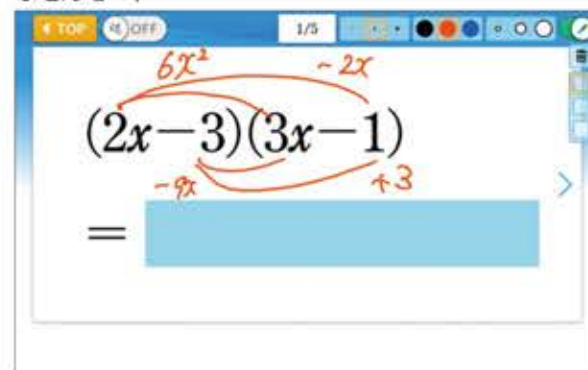 TOP OFF 1/5
6x² -2x
(2x-3)(3x-1)
-9x +3
=